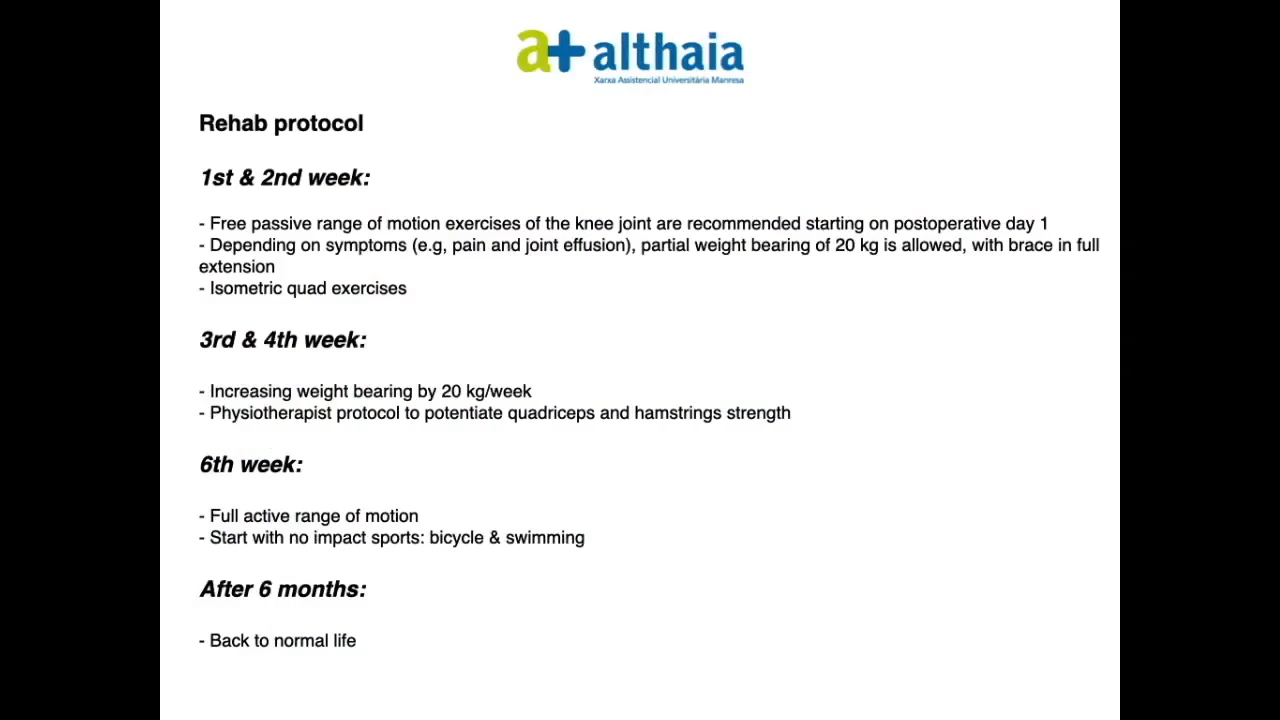 a+ althaia
Xarxa Assistencial Universitària Manresa
Rehab protocol
1st & 2nd week:
- Free passive range of motion exercises of the knee joint are recommended starting on postoperative day 1
- Depending on symptoms (e.g, pain and joint effusion), partial weight bearing of 20 kg is allowed, with brace in full
extension
- Isometric quad exercises
3rd & 4th week:
- Increasing weight bearing by 20 kg/week
- Physiotherapist protocol to potentiate quadriceps and hamstrings strength
6th week:
- Full active range of motion
- Start with no impact sports: bicycle & swimming
After 6 months:
- Back to normal life